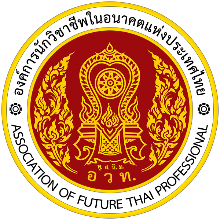 องค์การนักวิชาชีพในอนาคตแห่งประเทศไทย
อ ว ท.
ASSOCIATION OF FUTURE THAI PROFESSIONAL